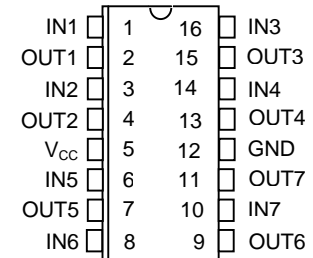 IN1 1 16 IN3
OUT1 2 15 OUT3
IN2 3 14 IN4
OUT2 4 13 OUT4
VCC 5 12 GND
IN5 6 11 OUT7
OUT5 7 10 IN7
IN6 8 9 OUT6